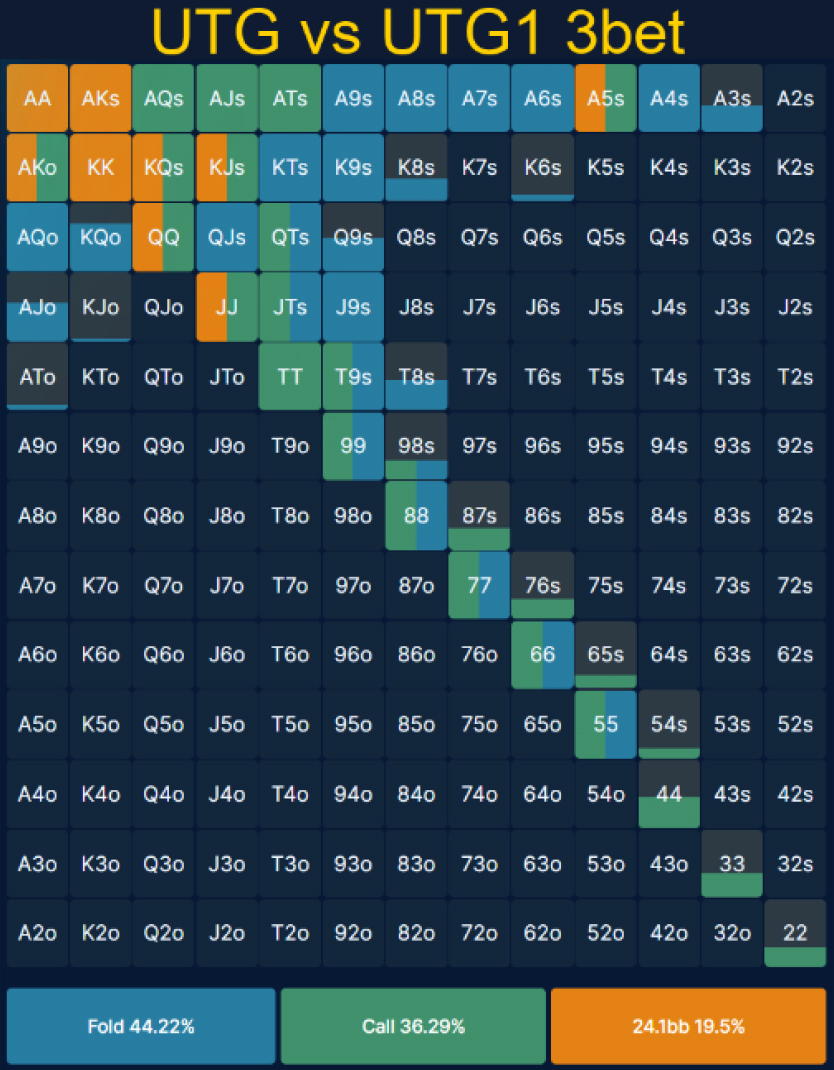 UTG vs UTG1 3bet
AA AKs AQs AJs ATs A9s A8s A7s A6s A5s A4s A3s A2s
AKo KK KQs KJs KTs K9s K8s K7s K6s K5s K4s K3s K2s
AQo KQo QQ QJs QTs Q9s Q8s Q7s Q6s Q5s Q4s Q3s Q2s
AJo KJo QJo JJ JTs J9s J8s J7s J6s J5s J4s J3s J2s
ATo KTo QTo JTo TT T9s T8s T7s T6s T5s T4s T3s T2s
A9o K9o Q9o J9o T9o 99 98s 97s 96s 95s 94s 93s 92s
A8o K8o Q8o J8o T8o 98o 88 87s 86s 85s 84s 83s 82s
A7o K7o Q7o J7o T7o 97o 87o 77 76s 75s 74s 73s 72s
A6o K6o Q6o J6o T6o 96o 86o 76o 66 65s 64s 63s 62s
A5o K5o Q5o J5o T5o 95o 85o 75o 65o 55 54s 53s 52s
A4o K4o Q4o J4o T4o 94o 84o 74o 64o 54o 44 43s 42s
A3o K3o Q3o J3o T3o 93o 83o 73o 63o 53o 43o 33 32s
A2o K2o Q2o J2o T2o 92o 82o 72o 62o 52o 42o 32o 22
Fold 44.22% Call 36.29% 24.1bb 19.5%